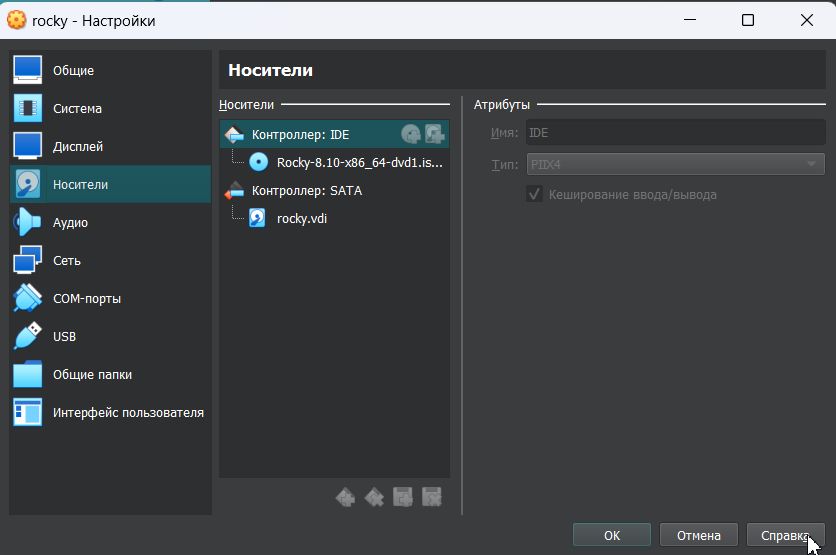 rocky - Настройки
Общие
Система
Дисплей
Носители
Аудио
Сеть
COM-порты
USB
Общие папки
Интерфейс пользователя
Носители
Носители
Контроллер: IDE
Rocky-8.10-x86_64-dvd1.is...
Контроллер: SATA
rocky.vdi
Атрибуты
Имя: IDE
Тип: PIIX4
Кеширование ввода/вывода
OK
Отмена
Справка